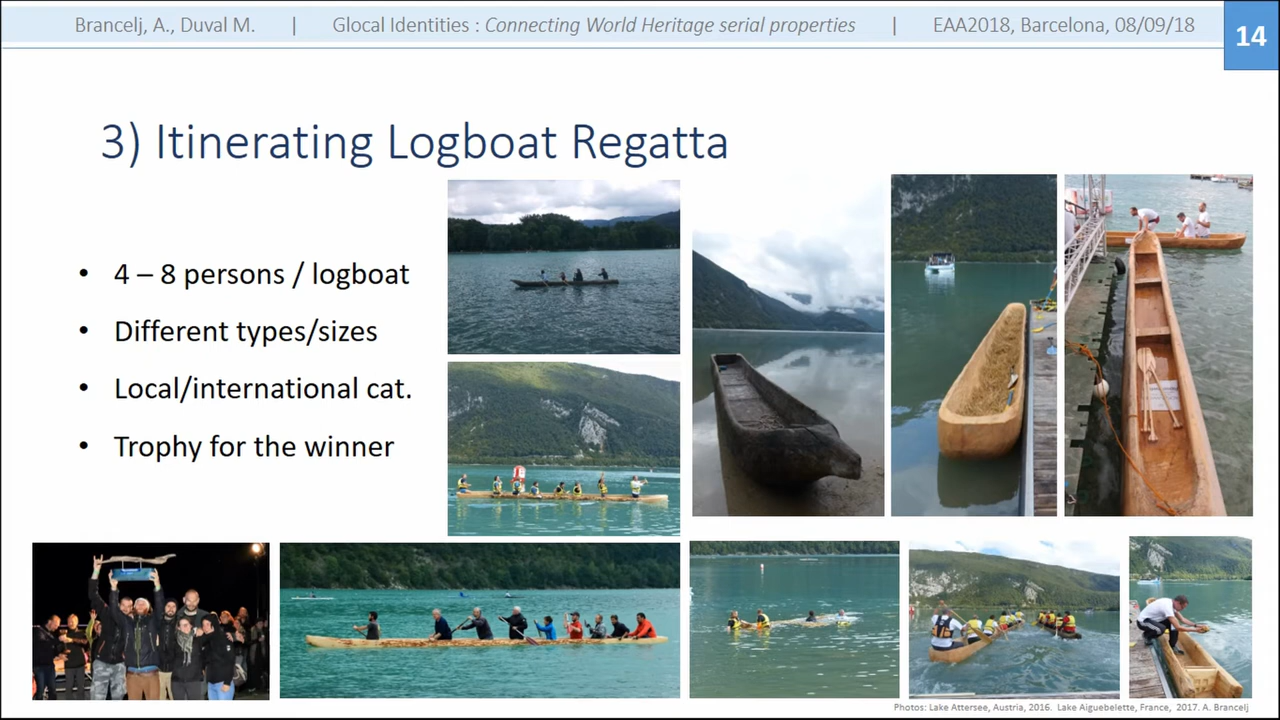 Brancelj, A., Duval M. | Glocal Identities : Connecting World Heritage serial properties | EAA2018, Barcelona, 08/09/18
14
3) Itinerating Logboat Regatta
• 4 – 8 persons / logboat
• Different types/sizes
• Local/international cat.
• Trophy for the winner
Photos: Lake Attersee, Austria, 2016. Lake Aiguebelette, France, 2017. A. Brancelj